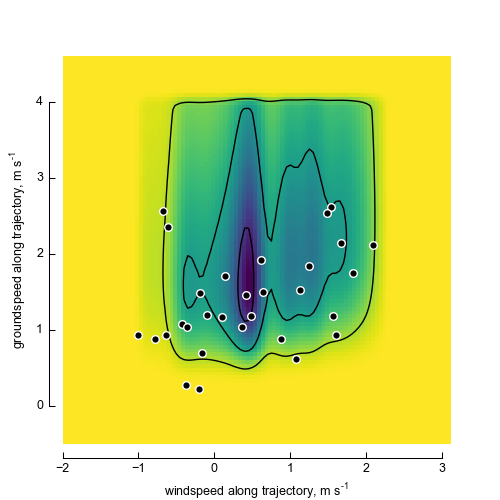 4
3
2
1
0
groundspeed along trajectory, m s⁻¹
−2 −1 0 1 2 3
windspeed along trajectory, m s⁻¹